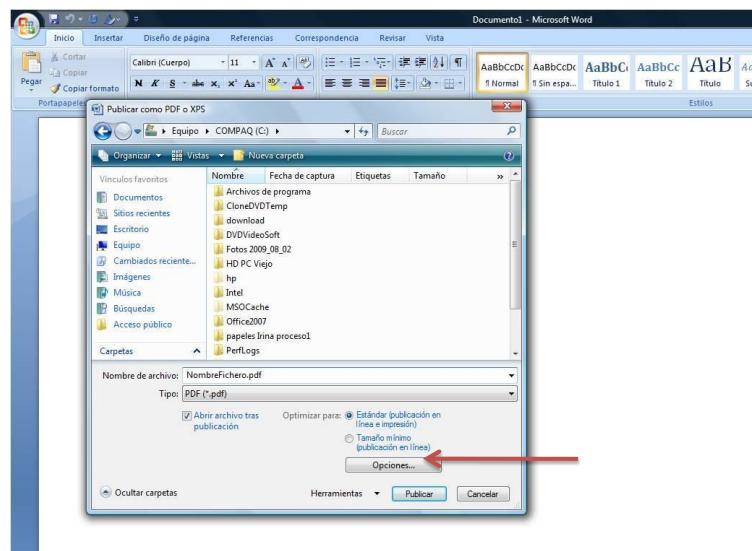 Documento1 - Microsoft Word
Inicio Insertar Diseño de página Referencias Correspondencia Revisar Vista
Cortar
Copiar
Copiar formato
Pegar
Portapapeles
Calibri (Cuerpo) 11
AaBbCcDc AaBbCcDc AaBbC AaBbCc AaB
¶ Normal ¶ Sin espa... Título 1 Título 2 Título
Estilos
Publicar como PDF o XPS
Equipo COMPAQ (C:) Buscar
Organizar Vistas Nueva carpeta
Vínculos favoritos
Documentos
Sitios recientes
Escritorio
Equipo
Cambiados reciente...
Imágenes
Música
Búsquedas
Acceso público
Carpetas
Nombre Fecha de captura Etiquetas Tamaño »
Archivos de programa
CloneDVDTemp
download
DVDVideoSoft
Fotos 2009_08_02
HD PC Viejo
hp
Intel
MSOCache
Office2007
papeles Irina proceso1
PerfLogs
Nombre de archivo: NombreFichero.pdf
Tipo: PDF (*.pdf)
Abrir archivo tras
publicación
Optimizar para: Estándar (publicación en
línea e impresión)
Tamaño mínimo
(publicación en línea)
Opciones...
Ocultar carpetas Herramientas Publicar Cancelar